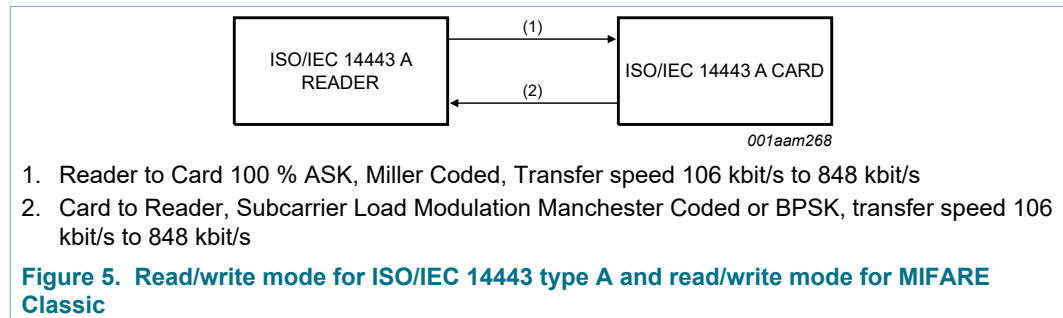 (1)
ISO/IEC 14443 A
READER
ISO/IEC 14443 A CARD
(2)
001aam268
1. Reader to Card 100 % ASK, Miller Coded, Transfer speed 106 kbit/s to 848 kbit/s
2. Card to Reader, Subcarrier Load Modulation Manchester Coded or BPSK, transfer speed 106
kbit/s to 848 kbit/s
Figure 5. Read/write mode for ISO/IEC 14443 type A and read/write mode for MIFARE
Classic